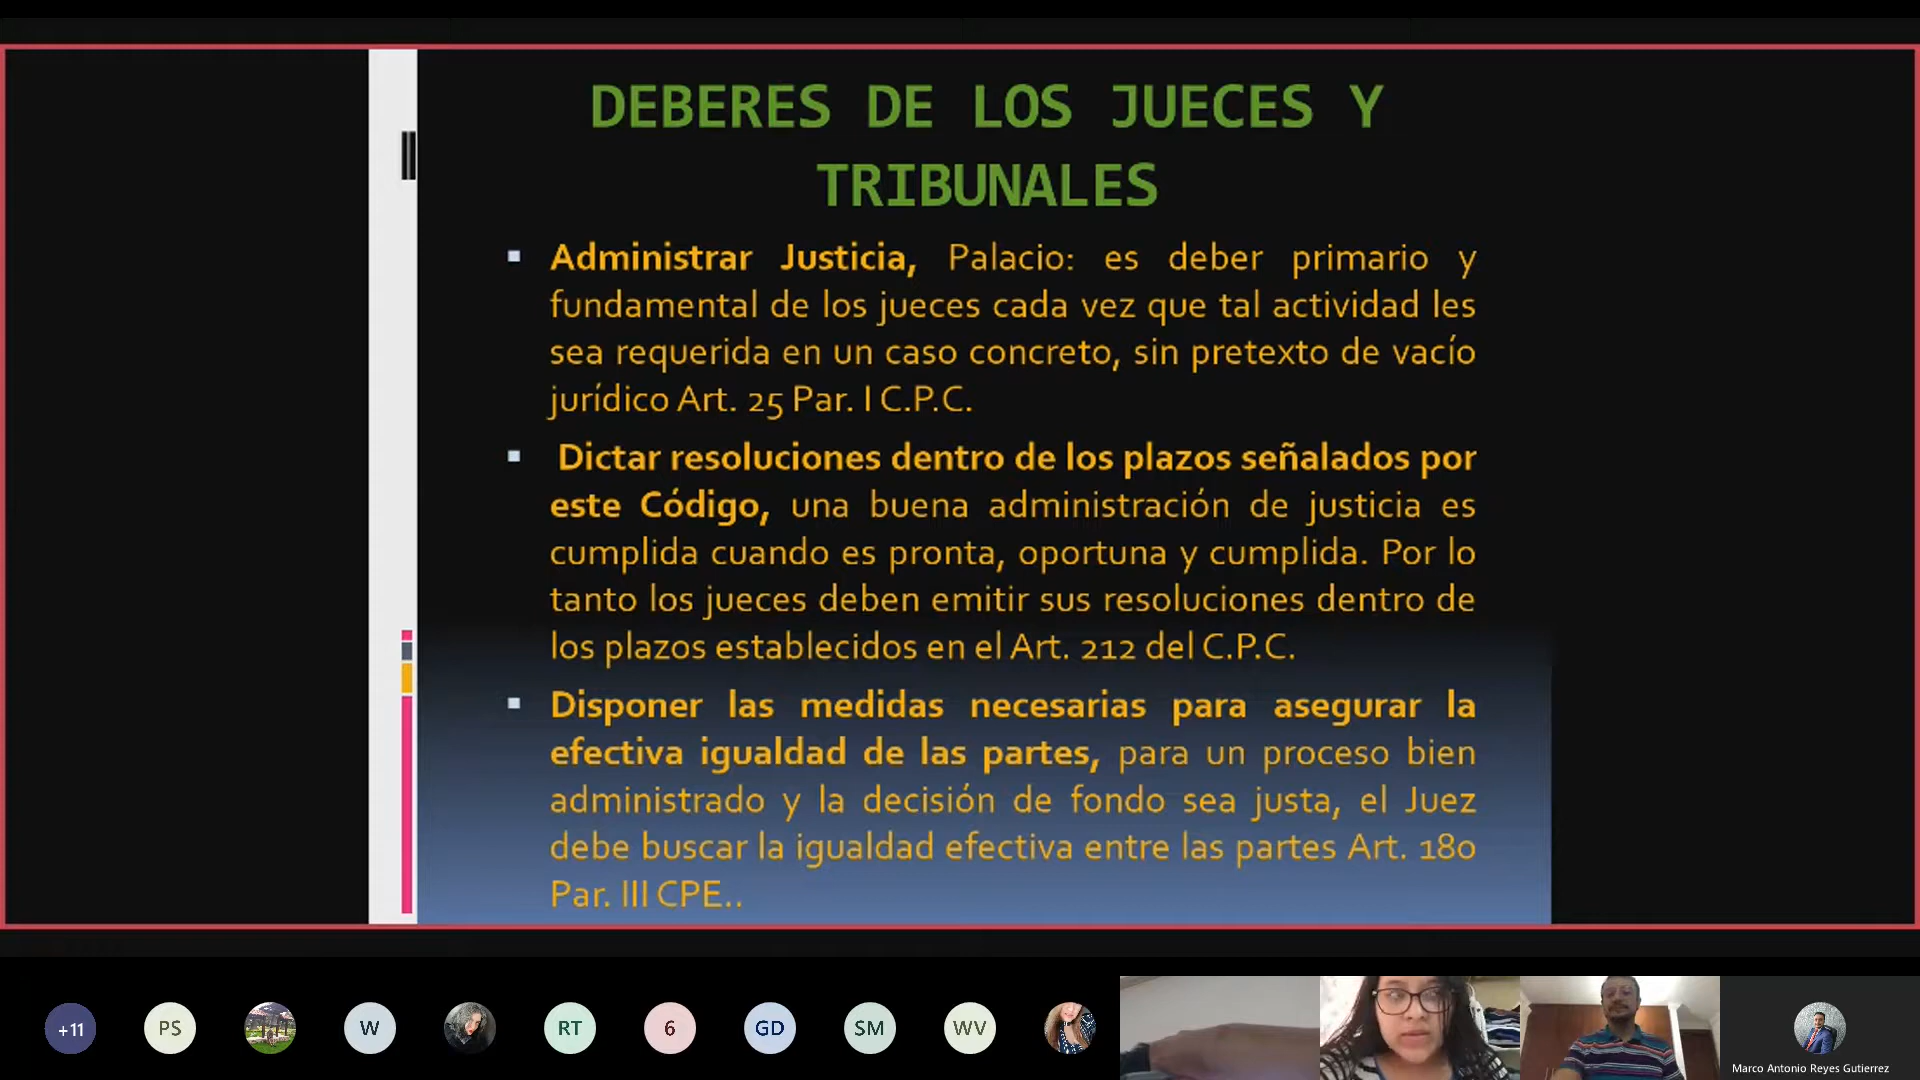 DEBERES DE LOS JUECES Y
TRIBUNALES
▪ Administrar Justicia, Palacio: es deber primario y
fundamental de los jueces cada vez que tal actividad les
sea requerida en un caso concreto, sin pretexto de vacío
jurídico Art. 25 Par. I C.P.C.
▪ Dictar resoluciones dentro de los plazos señalados por
este Código, una buena administración de justicia es
cumplida cuando es pronta, oportuna y cumplida. Por lo
tanto los jueces deben emitir sus resoluciones dentro de
los plazos establecidos en el Art. 212 del C.P.C.
▪ Disponer las medidas necesarias para asegurar la
efectiva igualdad de las partes, para un proceso bien
administrado y la decisión de fondo sea justa, el Juez
debe buscar la igualdad efectiva entre las partes Art. 180
Par. III CPE..
+11
PS
W
RT
6
GD
SM
WV
Marco Antonio Reyes Gutierrez